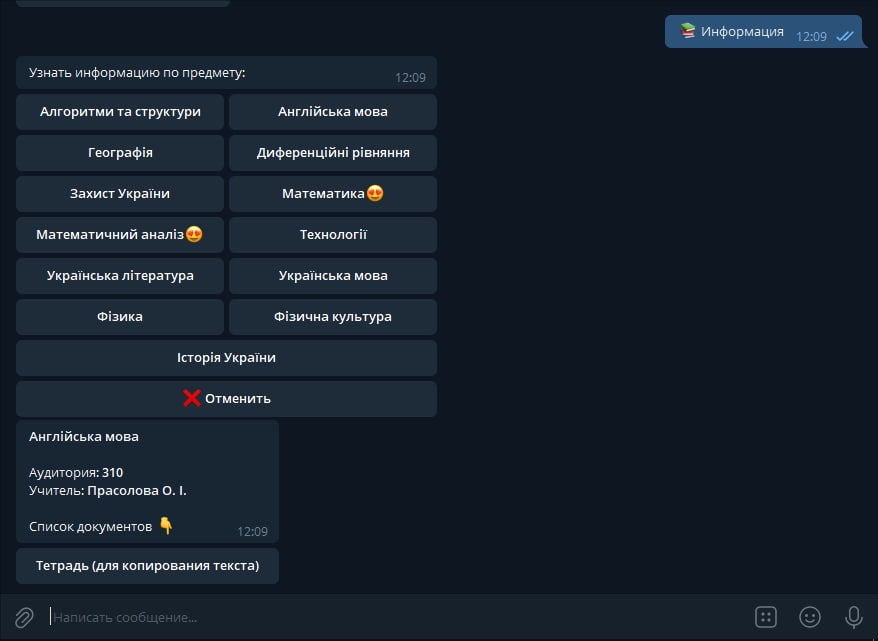 📚 Информация 12:09
Узнать информацию по предмету: 12:09
Алгоритми та структури Англійська мова
Географія Диференційні рівняння
Захист України Математика😍
Математичний аналіз😍 Технології
Українська література Українська мова
Фізика Фізична культура
Історія України
❌ Отменить
Англійська мова
Аудитория: 310
Учитель: Прасолова О. І.
Список документов 👇 12:09
Тетрадь (для копирования текста)
Написать сообщение...